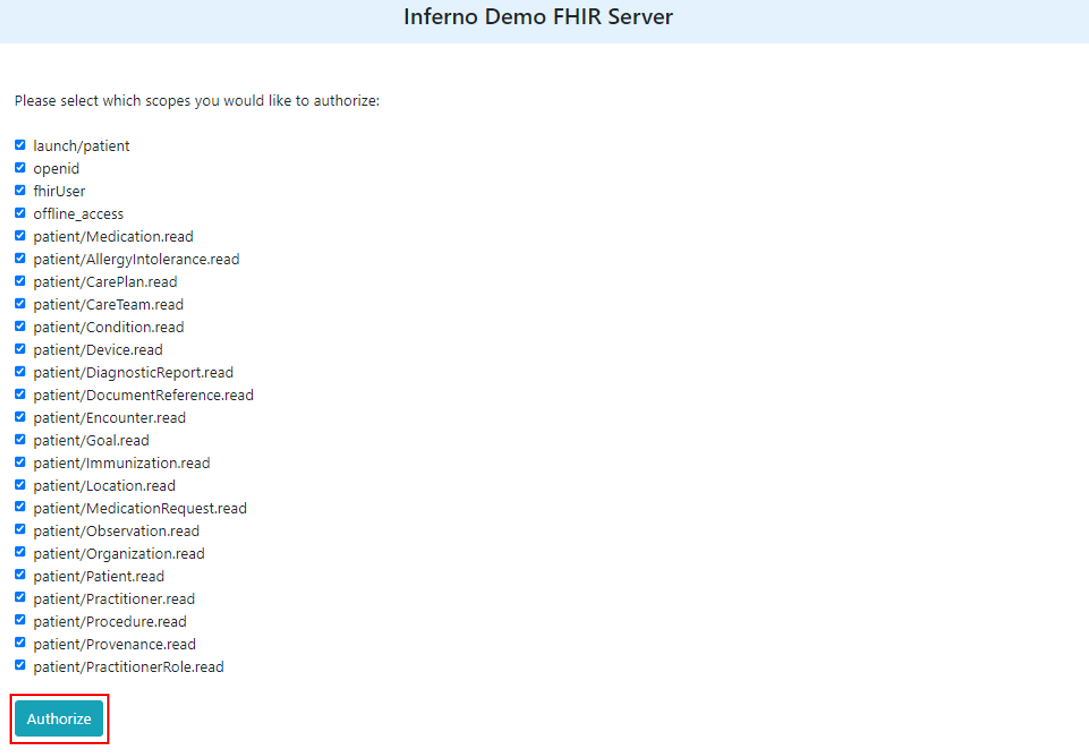 Inferno Demo FHIR Server
Please select which scopes you would like to authorize:
launch/patient
openid
fhirUser
offline_access
patient/Medication.read
patient/AllergyIntolerance.read
patient/CarePlan.read
patient/CareTeam.read
patient/Condition.read
patient/Device.read
patient/DiagnosticReport.read
patient/DocumentReference.read
patient/Encounter.read
patient/Goal.read
patient/Immunization.read
patient/Location.read
patient/MedicationRequest.read
patient/Observation.read
patient/Organization.read
patient/Patient.read
patient/Practitioner.read
patient/Procedure.read
patient/Provenance.read
patient/PractitionerRole.read
Authorize